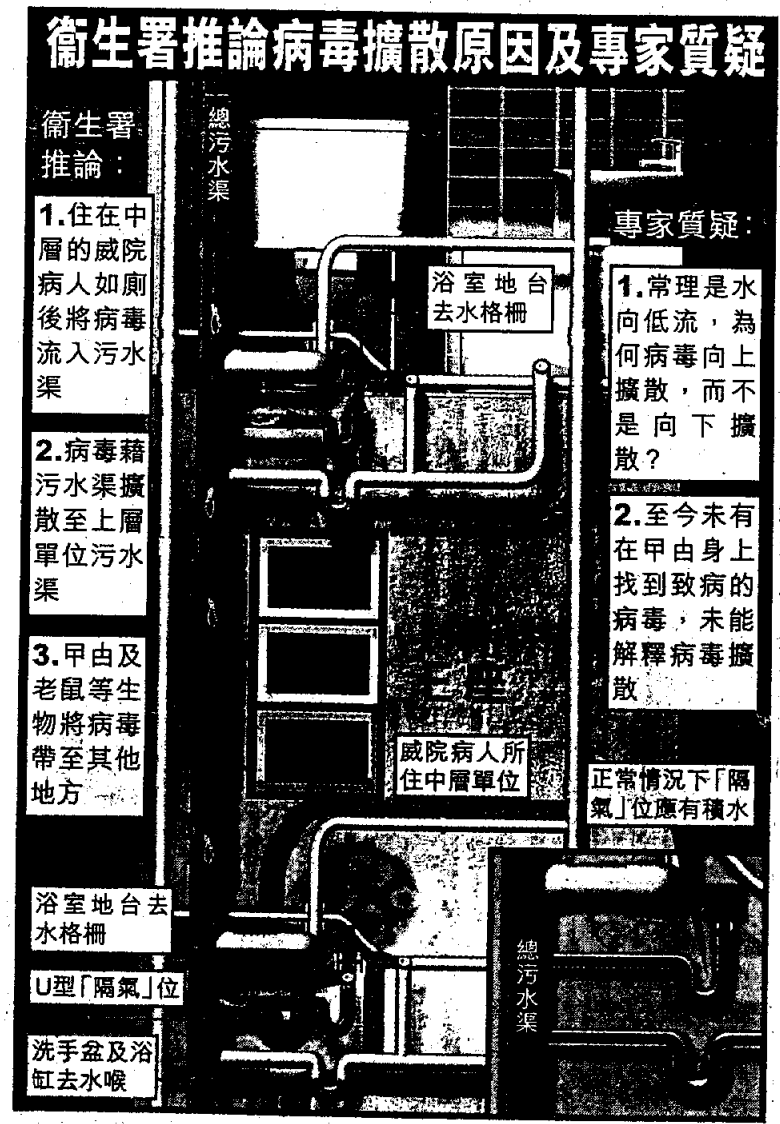 衞生署推論病毒擴散原因及專家質疑
衞生署
推論：
1.住在中
層的威院
病人如廁
後將病毒
流入污水
渠
2.病毒藉
污水渠擴
散至上層
單位污水
渠
3.曱甴及
老鼠等生
物將病毒
帶至其他
地方
總污水渠
浴室地台
去水格柵
專家質疑：
1.常理是水
向低流，為
何病毒向上
擴散，而不
是向下擴
散？
2.至今未有
在曱甴身上
找到致病的
病毒，未能
解釋病毒擴
散
E座
威院病人所
住中層單位
正常情況下「隔
氣」位應有積水
浴室地台去
水格柵
U型「隔氣」位
洗手盆及浴
缸去水喉
總污水渠